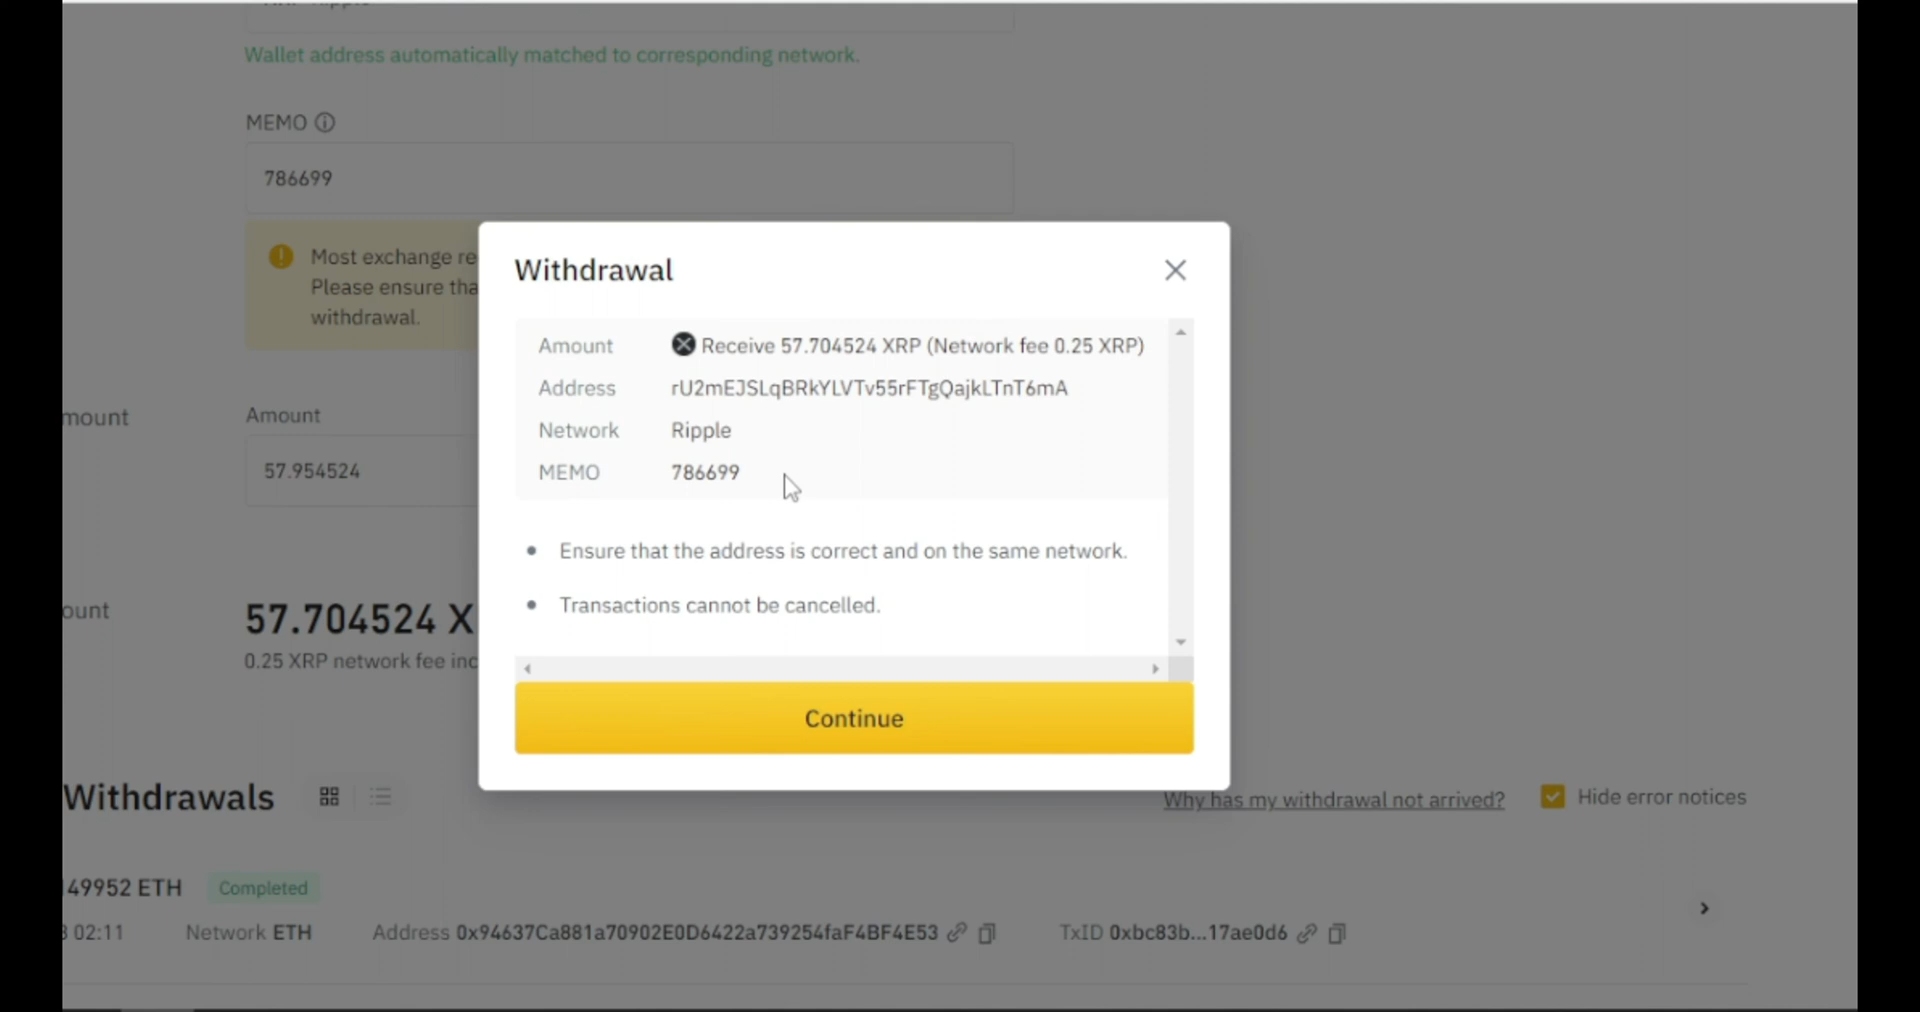 Wallet address automatically matched to corresponding network.
MEMO
786699
Most exchange re
Please ensure tha
withdrawal.
mount
Amount
57.954524
ount
57.704524 X
0.25 XRP network fee inc
Withdrawal
Amount Receive 57.704524 XRP (Network fee 0.25 XRP)
Address rU2mEJSLqBRkYLVTv55rFTgQajkLTnT6mA
Network Ripple
MEMO 786699
Ensure that the address is correct and on the same network.
Transactions cannot be cancelled.
Continue
Withdrawals
Why has my withdrawal not arrived?
Hide error notices
49952 ETH Completed
02:11 Network ETH Address 0x94637Ca881a70902E0D6422a739254faF4BF4E53 TxID 0xbc83b...17ae0d6